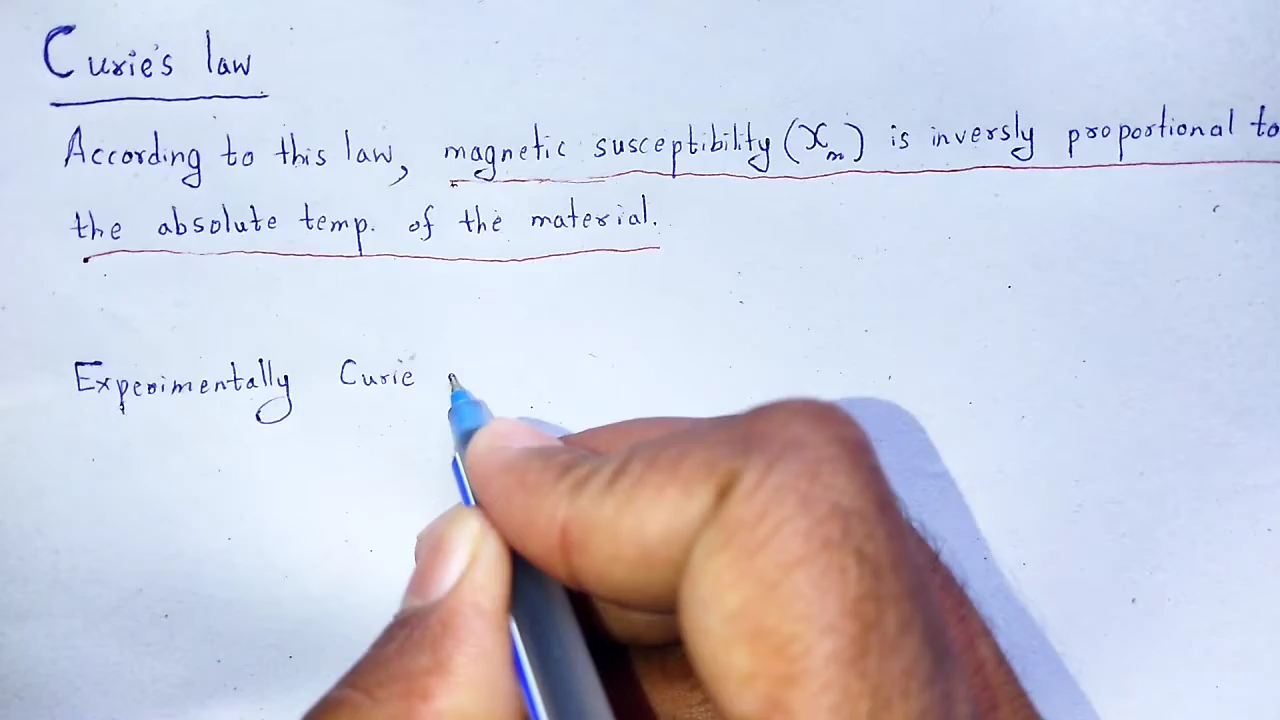 Curie's law
According to this law, magnetic susceptibility (χm) is inversly proportional to
the absolute temp. of the material.
Experimentally Curie